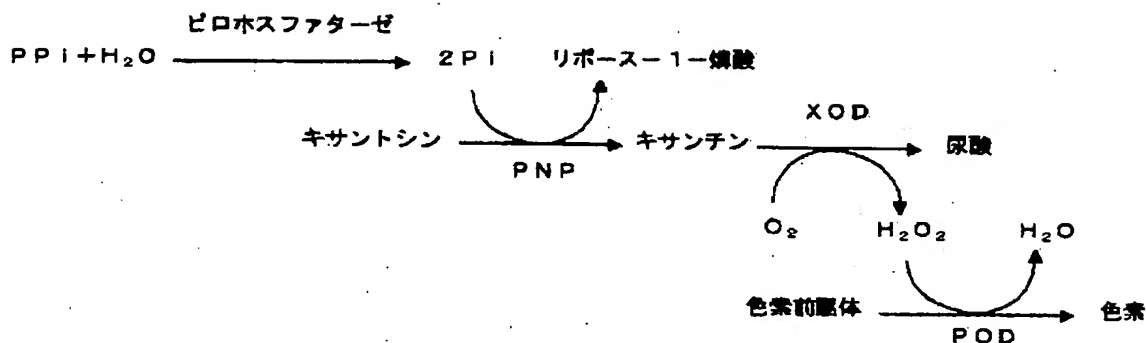 ピロホスファターゼ
PPi+H₂O 2Pi リボース-1-燐酸
XOD
キサントシン キサンチン 尿酸
PNP
O₂ H₂O₂ H₂O
色素前駆体 色素
POD